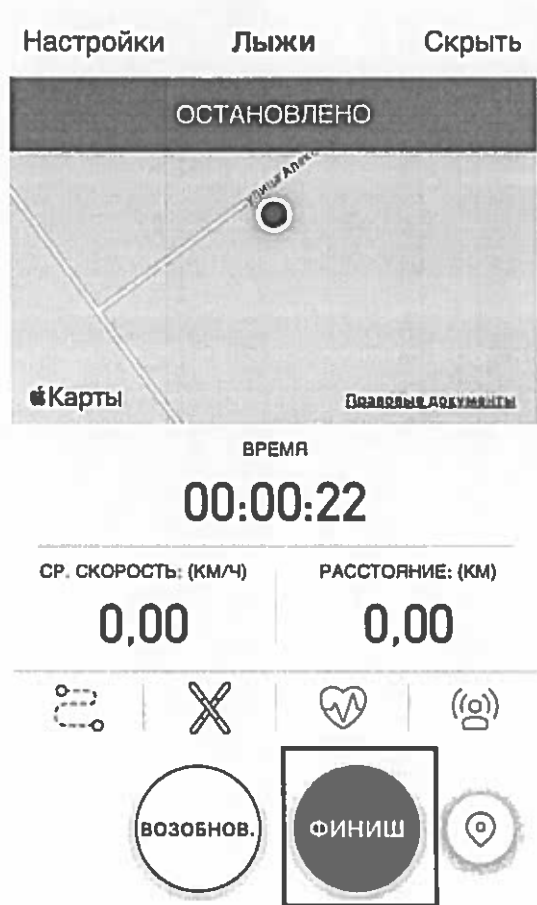 Настройки Лыжи Скрыть
ОСТАНОВЛЕНО
Карты
Правовые документы
ВРЕМЯ
00:00:22
СР. СКОРОСТЬ: (КМ/Ч) РАССТОЯНИЕ: (КМ)
0,00 0,00
ВОЗОБНОВ. ФИНИШ